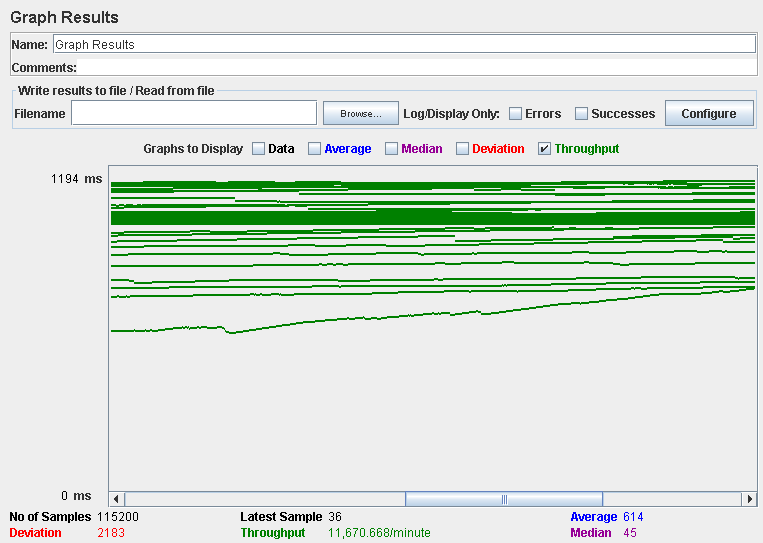 Graph Results
Name: Graph Results
Comments:
Write results to file / Read from file
Filename Browse... Log/Display Only: Errors Successes Configure
Graphs to Display Data Average Median Deviation Throughput
1194 ms
0 ms
No of Samples 115200 Latest Sample 36 Average 614
Deviation 2183 Throughput 11,670.668/minute Median 45